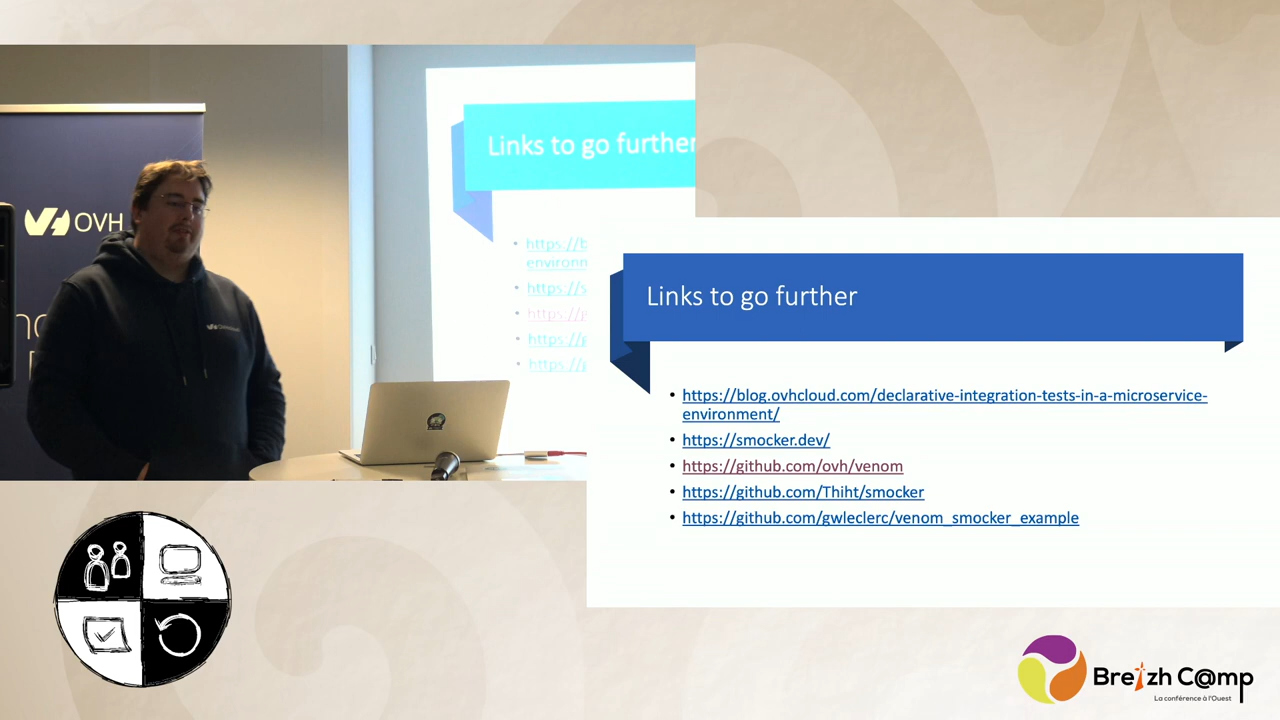 Links to go further
OVH
https://b
environm
https://s
https://g
https://g
https://g
Links to go further
• https://blog.ovhcloud.com/declarative-integration-tests-in-a-microservice-
environment/
• https://smocker.dev/
• https://github.com/ovh/venom
• https://github.com/Thiht/smocker
• https://github.com/gwleclerc/venom_smocker_example
Breizh C@mp
La conférence à l'Ouest